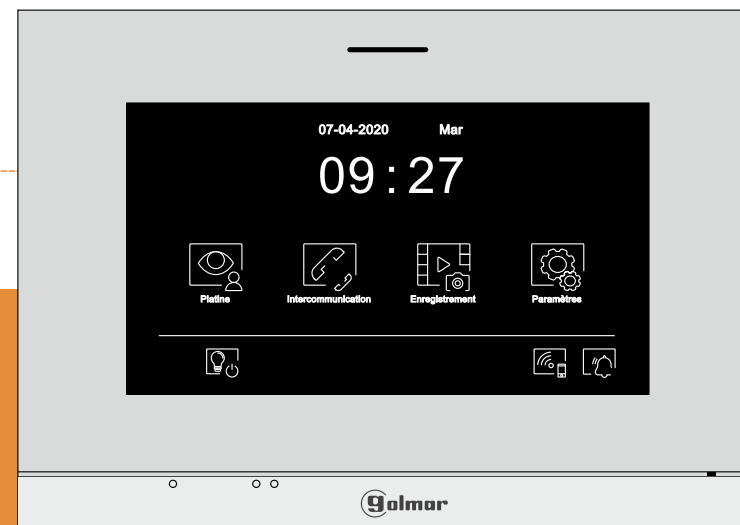 07-04-2020 Mar
09:27
Platine Intercommunication Enregistrement Paramètres
golmar